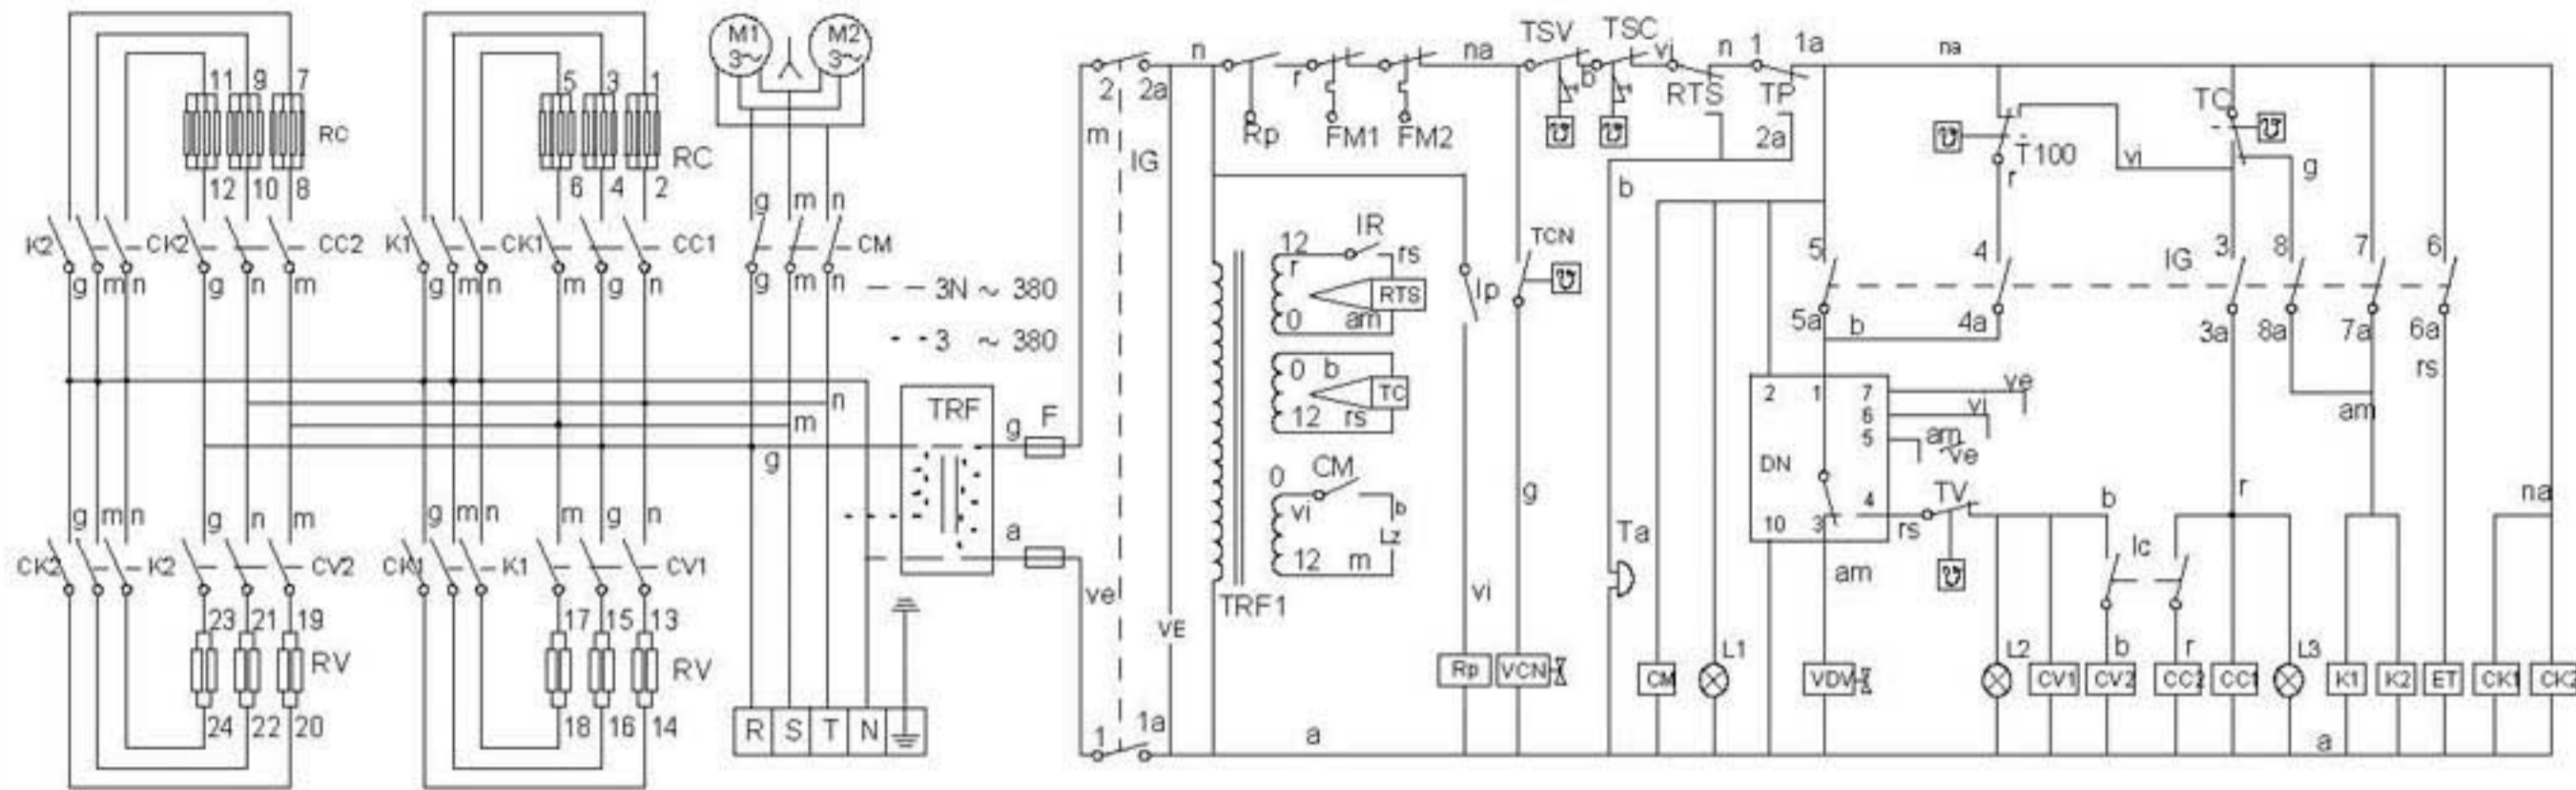 M1 M2
3~ 3~
11 9 7 5 3 1
RC RC
12 10 8 6 4 2
g m n
K2 CK2 CC2 K1 CK1 CC1 CM
g m n g n m g m n m g n g m n
3N ~ 380
3 ~ 380
n
m
g
TRF
g F
a
g m n g n m g m n m g n
CK2 K2 CV2 CK1 K1 CV1
23 21 19 17 15 13
RV RV
24 22 20 18 16 14
R S T N
2 2a n r na TSV b TSC vi n 1 1a na
m IG Rp FM1 FM2 RTS TP
2a
b
T100 vi TC g
r
IR
12 rs
r RTS
0 am
Ip TCN
0 b
TC
12 rs
0 CM
vi b
Lz
12 m
TRF1
ve VE
vi g
Ta
5 4 IG 3 8 7 6
5a b 4a 3a 8a 7a 6a
rs
am
2 1 7 ve
6 vi
5 am
ve
DN
4
10 3 rs TV
am
b Ic r na
b r
Rp VCN CM L1 VDV L2 CV1 CV2 CC2 CC1 L3 K1 K2 ET CK1 CK2
1 1a a a